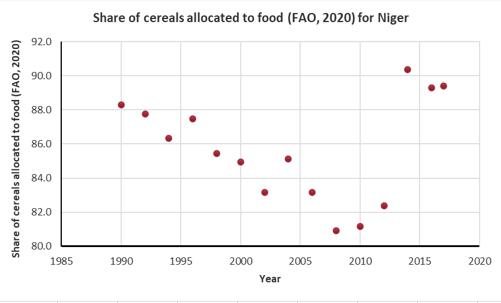 Share of cereals allocated to food (FAO, 2020) for Niger
Share of cereals allocated to food (FAO, 2020)
92.0
90.0
88.0
86.0
84.0
82.0
80.0
1985 1990 1995 2000 2005 2010 2015 2020
Year